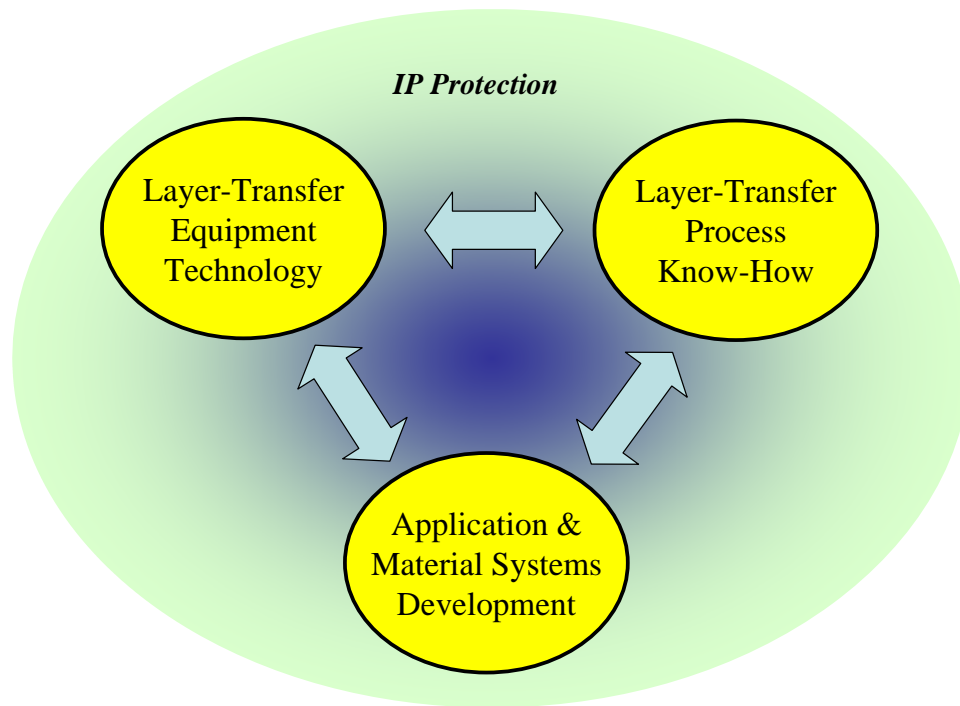 IP Protection
Layer-Transfer
Equipment
Technology
Layer-Transfer
Process
Know-How
Application &
Material Systems
Development